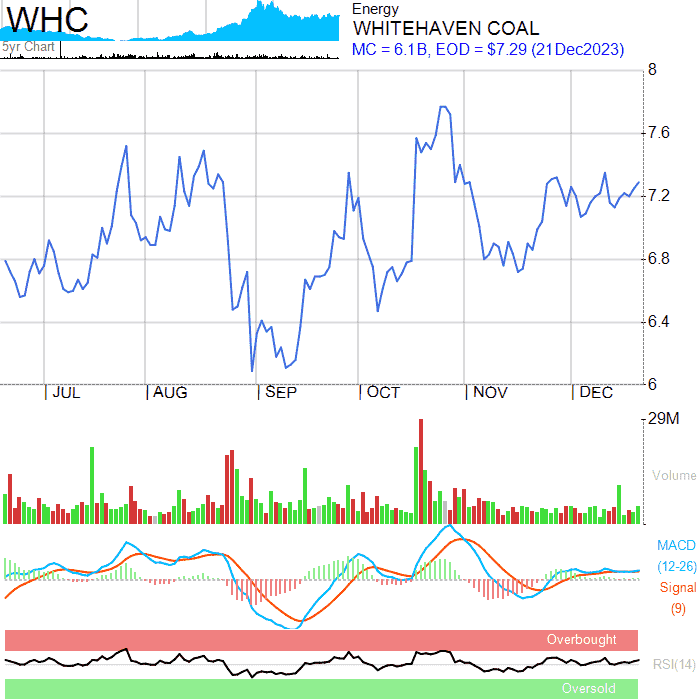 WHC
5yr Chart
Energy
WHITEHAVEN COAL
MC = 6.1B, EOD = $7.29 (21Dec2023)
8
7.6
7.2
6.8
6.4
6
| JUL | AUG | SEP | OCT | NOV | DEC
29M
Volume
MACD
(12-26)
Signal
(9)
Overbought
RSI(14)
Oversold